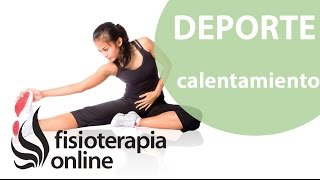 DEPORTE
calentamiento
fisioterapia
online